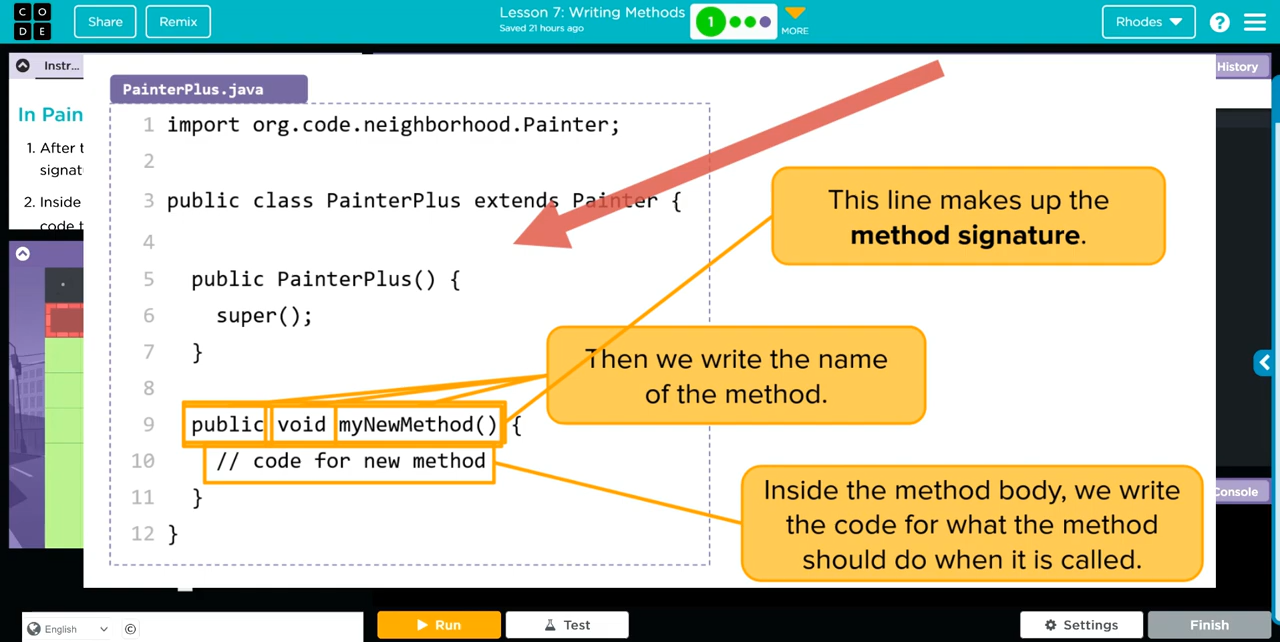 C O
D E
Share
Remix
Lesson 7: Writing Methods
Saved 21 hours ago
1
MORE
Rhodes
?
Instr...
History
In Pain
1. After t
signat
2. Inside
code t
PainterPlus.java
1 import org.code.neighborhood.Painter;
2
3 public class PainterPlus extends Painter {
4
5 public PainterPlus() {
6 super();
7 }
8
9 public void myNewMethod() {
10 // code for new method
11 }
12 }
This line makes up the
method signature.
Then we write the name
of the method.
Inside the method body, we write
the code for what the method
should do when it is called.
Console
English
©
Run
Test
Settings
Finish